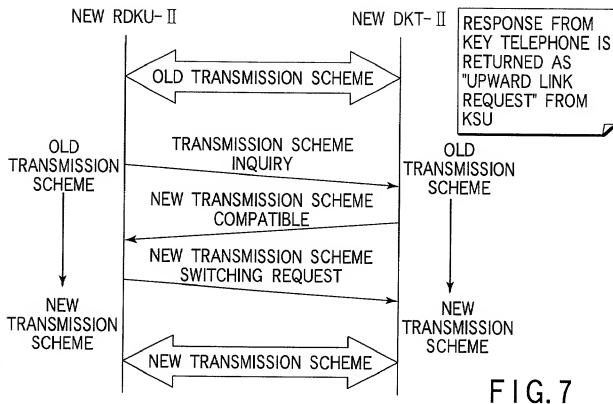 NEW RDKU-II
NEW DKT-II
RESPONSE FROM
KEY TELEPHONE IS
RETURNED AS
"UPWARD LINK
REQUEST" FROM
KSU
OLD TRANSMISSION SCHEME
OLD
TRANSMISSION
SCHEME
TRANSMISSION SCHEME
INQUIRY
OLD
TRANSMISSION
SCHEME
NEW TRANSMISSION SCHEME
COMPATIBLE
NEW TRANSMISSION SCHEME
SWITCHING REQUEST
NEW
TRANSMISSION
SCHEME
NEW
TRANSMISSION
SCHEME
NEW TRANSMISSION SCHEME
FIG. 7